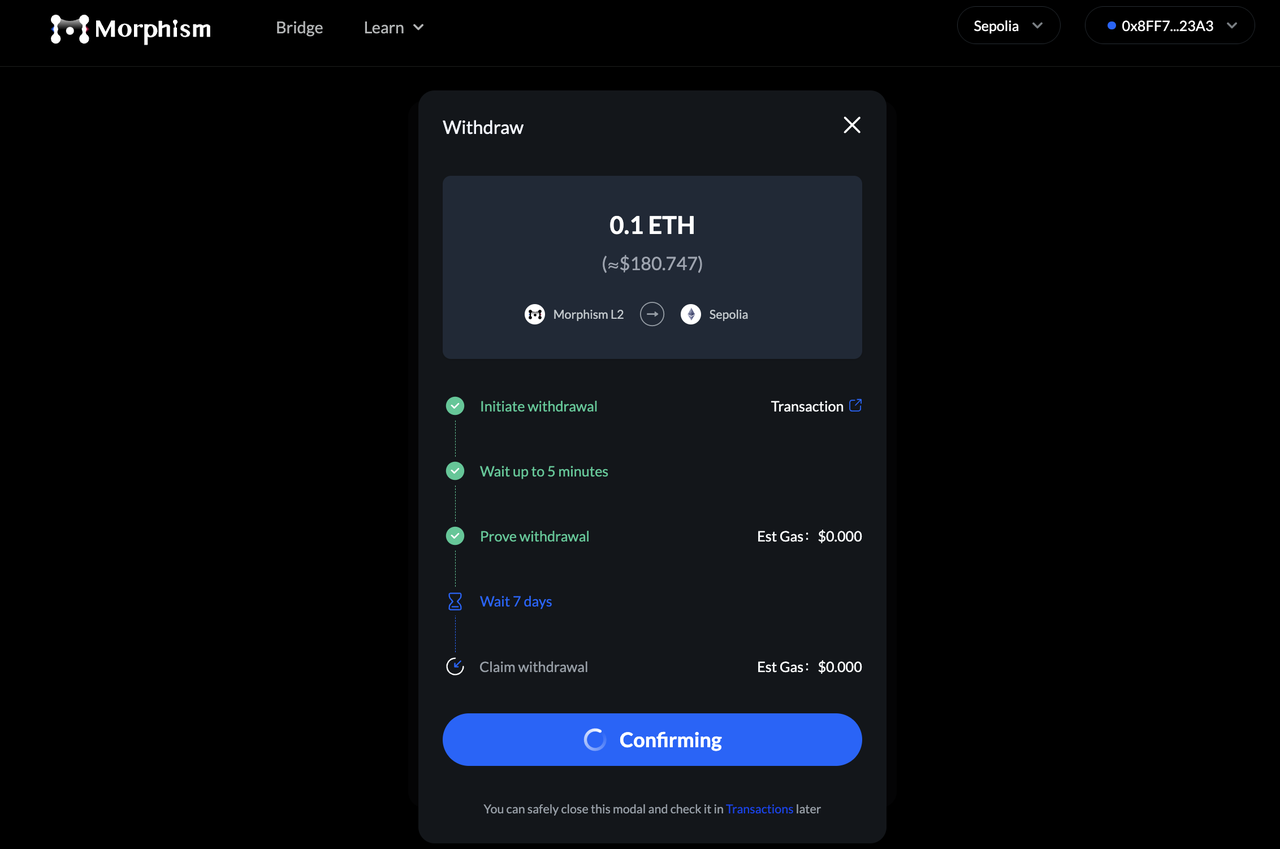 Morphism
Bridge
Learn
Sepolia
0x8FF7...23A3
Withdraw
0.1 ETH
(≈$180.747)
Morphism L2 → Sepolia
Initiate withdrawal Transaction
Wait up to 5 minutes
Prove withdrawal Est Gas： $0.000
Wait 7 days
Claim withdrawal Est Gas： $0.000
Confirming
You can safely close this modal and check it in Transactions later